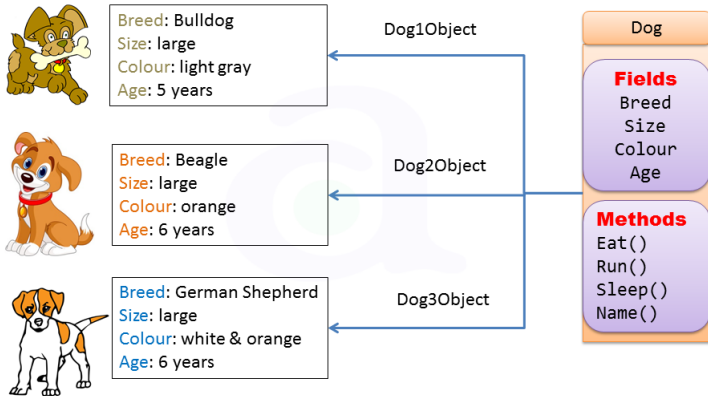 Breed: Bulldog
Size: large
Colour: light gray
Age: 5 years
Dog1Object
Breed: Beagle
Size: large
Colour: orange
Age: 6 years
Dog2Object
Breed: German Shepherd
Size: large
Colour: white & orange
Age: 6 years
Dog3Object
Dog
Fields
Breed
Size
Colour
Age
Methods
Eat()
Run()
Sleep()
Name()